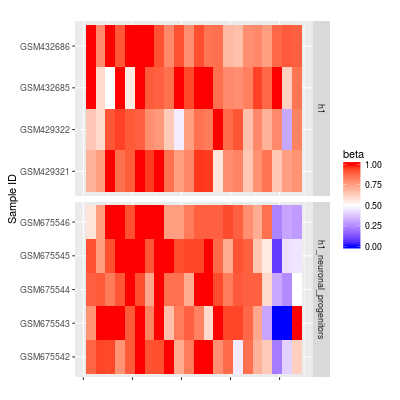 GSM432686
GSM432685
GSM429322
GSM429321
h1
GSM675546
GSM675545
GSM675544
GSM675543
GSM675542
h1_neuronal_progenitors
Sample ID
beta
1.00
0.75
0.50
0.25
0.00